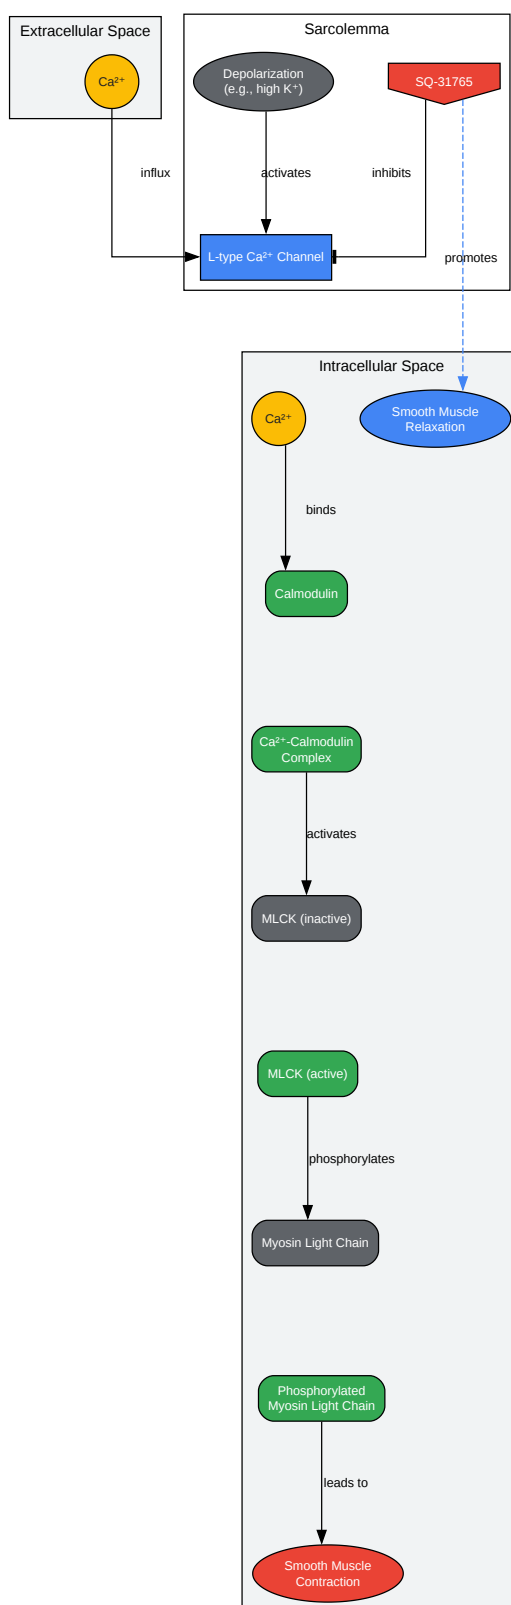 Extracellular Space
Sarcolemma
Ca²⁺
Depolarization
(e.g., high K⁺)
SQ-31765
influx
activates
inhibits
L-type Ca²⁺ Channel
promotes
Intracellular Space
Ca²⁺
Smooth Muscle
Relaxation
binds
Calmodulin
Ca²⁺-Calmodulin
Complex
activates
MLCK (inactive)
MLCK (active)
phosphorylates
Myosin Light Chain
Phosphorylated
Myosin Light Chain
leads to
Smooth Muscle
Contraction